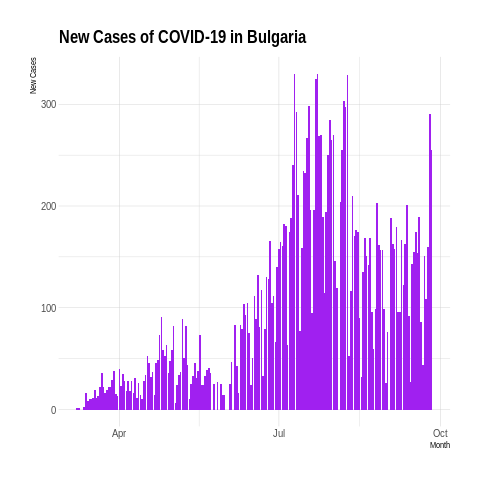 New Cases of COVID-19 in Bulgaria
New Cases
300
200
100
0
Apr
Jul
Oct
Month